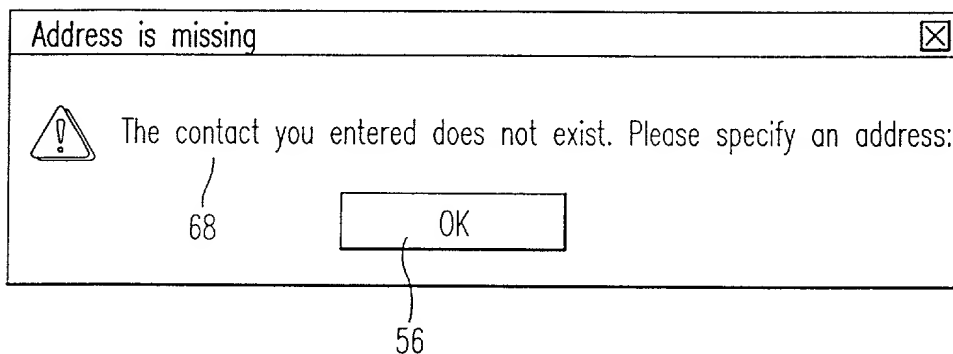 Address is missing
The contact you entered does not exist. Please specify an address:
68
OK
56